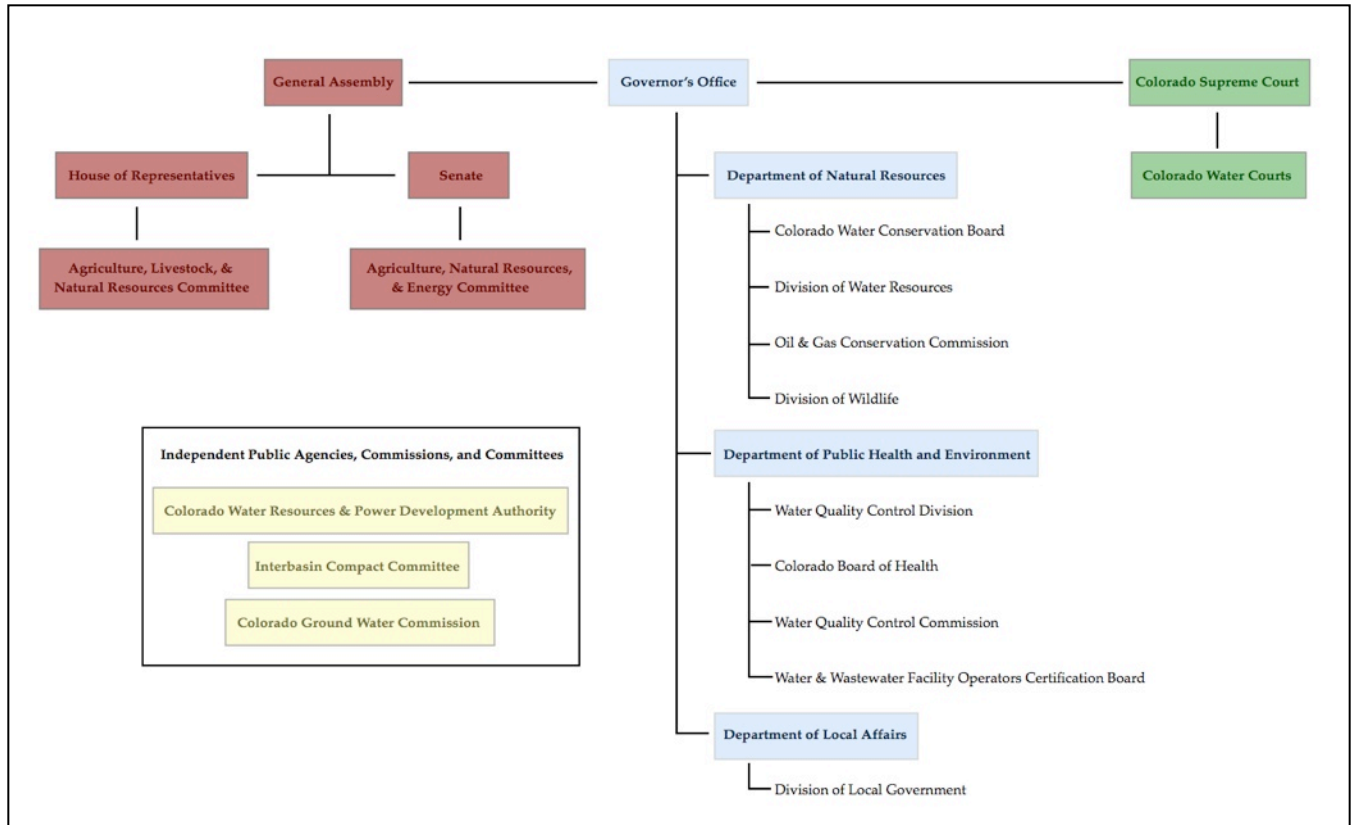 General Assembly
Governor's Office
Colorado Supreme Court
House of Representatives
Senate
Department of Natural Resources
Colorado Water Courts
Colorado Water Conservation Board
Agriculture, Livestock, &
Natural Resources Committee
Agriculture, Natural Resources,
& Energy Committee
Division of Water Resources
Oil & Gas Conservation Commission
Division of Wildlife
Independent Public Agencies, Commissions, and Committees
Colorado Water Resources & Power Development Authority
Interbasin Compact Committee
Colorado Ground Water Commission
Department of Public Health and Environment
Water Quality Control Division
Colorado Board of Health
Water Quality Control Commission
Water & Wastewater Facility Operators Certification Board
Department of Local Affairs
Division of Local Government